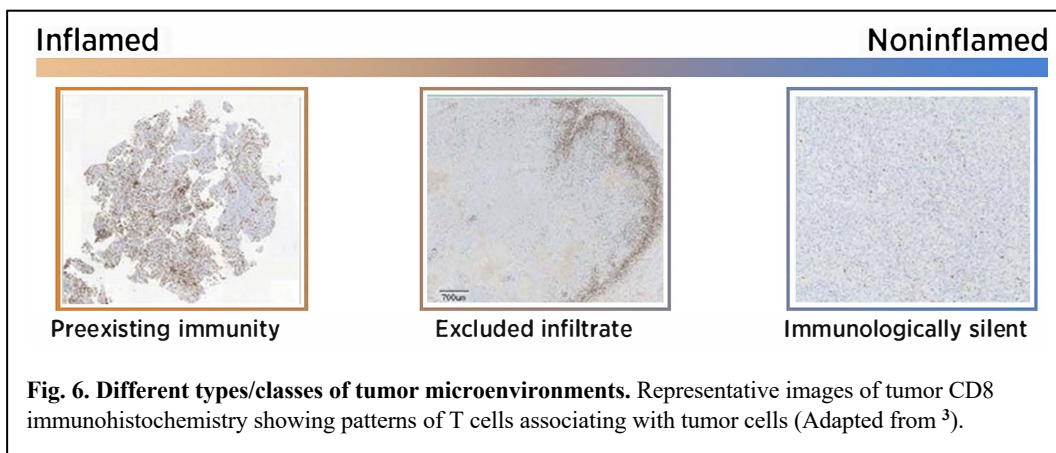 Inflamed Noninflamed
700um
Preexisting immunity Excluded infiltrate Immunologically silent
Fig. 6. Different types/classes of tumor microenvironments. Representative images of tumor CD8
immunohistochemistry showing patterns of T cells associating with tumor cells (Adapted from ³).